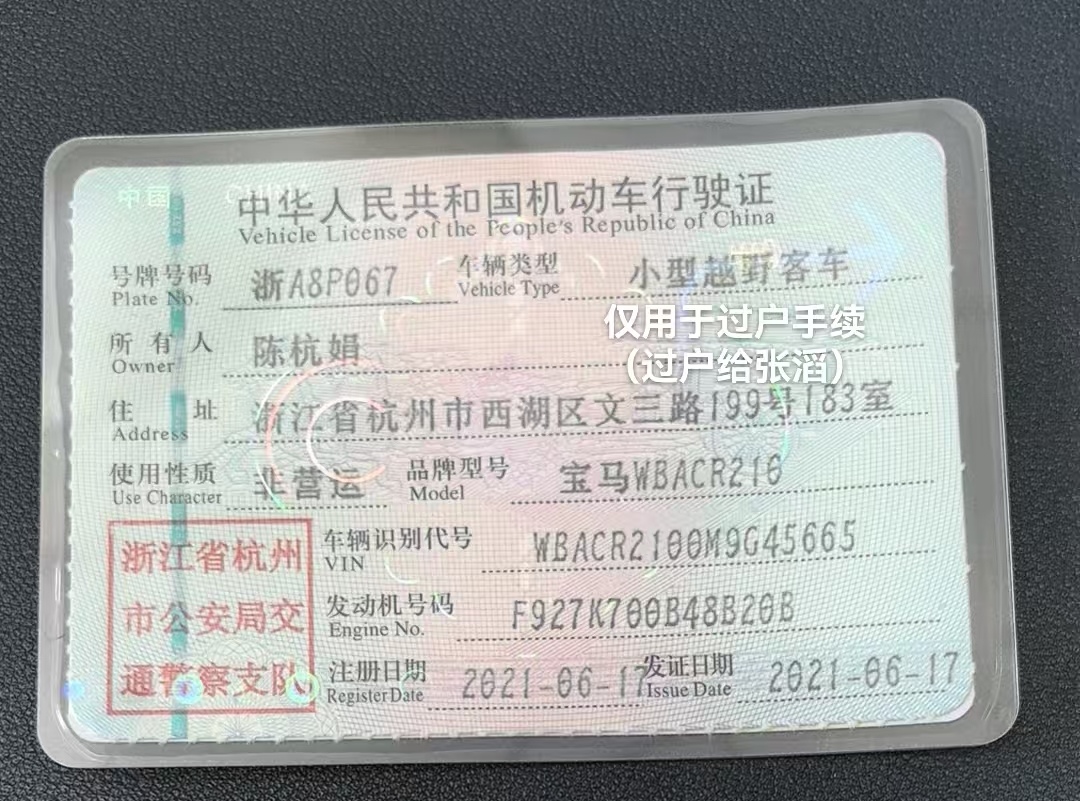 中国 CHINA
中华人民共和国机动车行驶证
Vehicle License of the People's Republic of China
号牌号码 浙A8P067 车辆类型 小型越野客车
Plate No. Vehicle Type
仅用于过户手续
(过户给张滔)
所有人 陈杭娟
Owner
住址 浙江省杭州市西湖区文三路199号183室
Address
使用性质 非营运 品牌型号 宝马WBACR216
Use Character Model
浙江省杭州
市公安局交
通警察支队
车辆识别代号 WBACR2100M9G45665
VIN
发动机号码 F927K700B48B20B
Engine No.
注册日期 2021-06-17 发证日期 2021-06-17
Register Date Issue Date